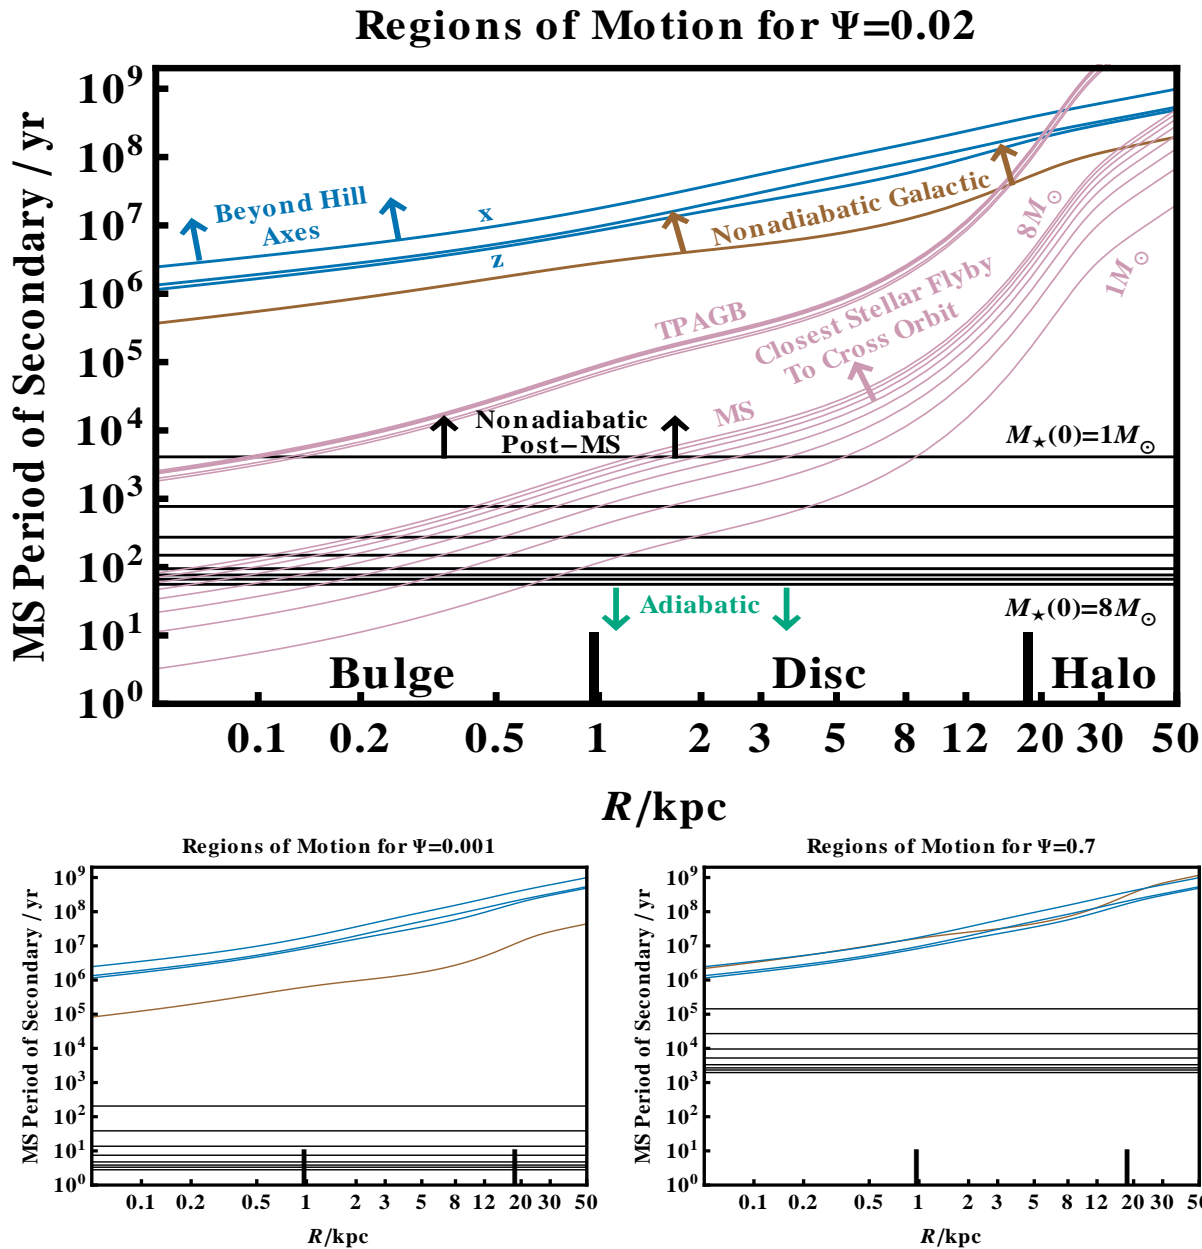 Regions of Motion for Ψ=0.02
MS Period of Secondary / yr
10⁹
10⁸
10⁷
10⁶
10⁵
10⁴
10³
10²
10¹
10⁰
Beyond Hill
Axes
x
z
Nonadiabatic Galactic
8M☉
1M☉
TPAGB
Closest Stellar Flyby
To Cross Orbit
MS
Nonadiabatic
Post−MS
M★(0)=1M☉
Adiabatic
M★(0)=8M☉
Bulge Disc Halo
0.1 0.2 0.5 1 2 3 5 8 12 20 30 50
R/kpc
Regions of Motion for Ψ=0.001
MS Period of Secondary / yr
10⁹
10⁸
10⁷
10⁶
10⁵
10⁴
10³
10²
10¹
10⁰
0.1 0.2 0.5 1 2 3 5 8 12 20 30 50
R/kpc
Regions of Motion for Ψ=0.7
MS Period of Secondary / yr
10⁹
10⁸
10⁷
10⁶
10⁵
10⁴
10³
10²
10¹
10⁰
0.1 0.2 0.5 1 2 3 5 8 12 20 30 50
R/kpc